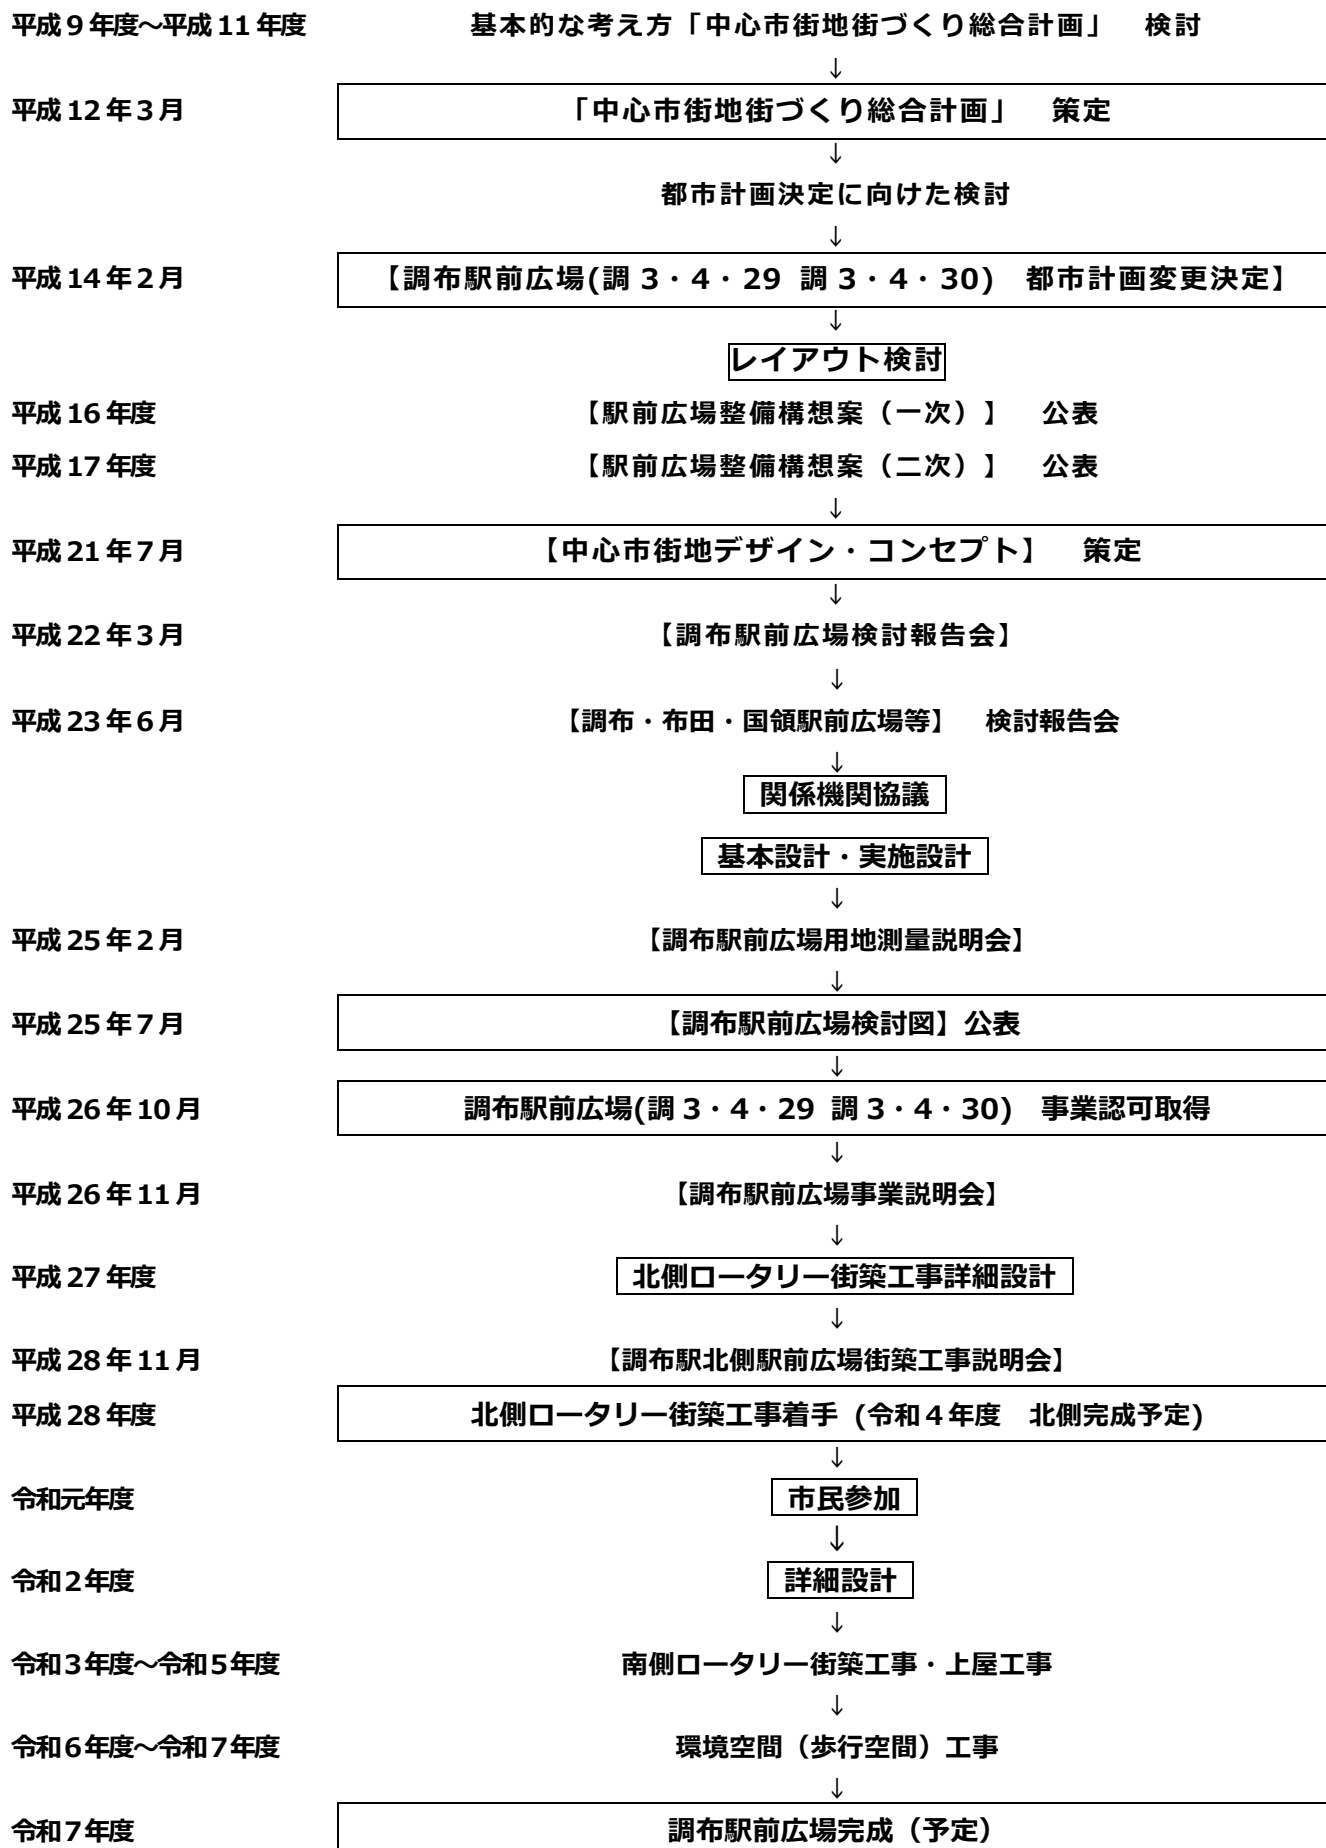 平成9年度～平成11年度 基本的な考え方「中心市街地街づくり総合計画」 検討
↓
平成12年3月 「中心市街地街づくり総合計画」 策定
↓
都市計画決定に向けた検討
↓
平成14年2月 【調布駅前広場(調3・4・29 調3・4・30) 都市計画変更決定】
↓
レイアウト検討
平成16年度 【駅前広場整備構想案（一次）】 公表
平成17年度 【駅前広場整備構想案（二次）】 公表
↓
平成21年7月 【中心市街地デザイン・コンセプト】 策定
↓
平成22年3月 【調布駅前広場検討報告会】
↓
平成23年6月 【調布・布田・国領駅前広場等】 検討報告会
↓
関係機関協議
基本設計・実施設計
↓
平成25年2月 【調布駅前広場用地測量説明会】
↓
平成25年7月 【調布駅前広場検討図】公表
↓
平成26年10月 調布駅前広場(調3・4・29 調3・4・30) 事業認可取得
↓
平成26年11月 【調布駅前広場事業説明会】
↓
平成27年度 北側ロータリー街築工事詳細設計
↓
平成28年11月 【調布駅北側駅前広場街築工事説明会】
平成28年度 北側ロータリー街築工事着手 (令和4年度 北側完成予定)
↓
令和元年度 市民参加
↓
令和2年度 詳細設計
↓
令和3年度～令和5年度 南側ロータリー街築工事・上屋工事
↓
令和6年度～令和7年度 環境空間（歩行空間）工事
↓
令和7年度 調布駅前広場完成（予定）